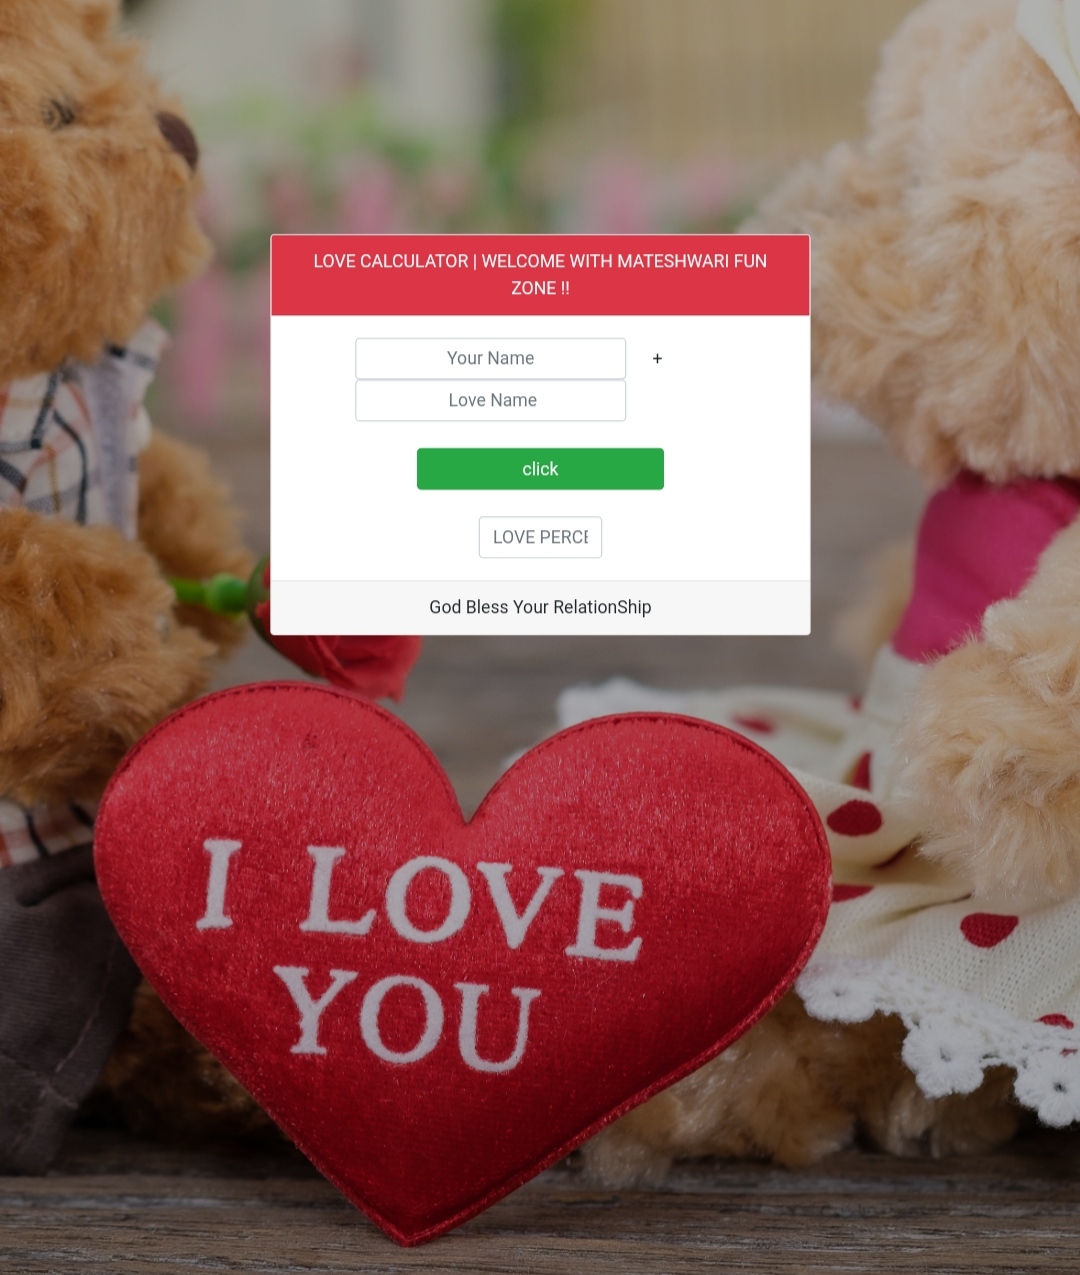 LOVE CALCULATOR | WELCOME WITH MATESHWARI FUN
ZONE !!
Your Name +
Love Name
click
LOVE PERCE
God Bless Your RelationShip
I LOVE
YOU